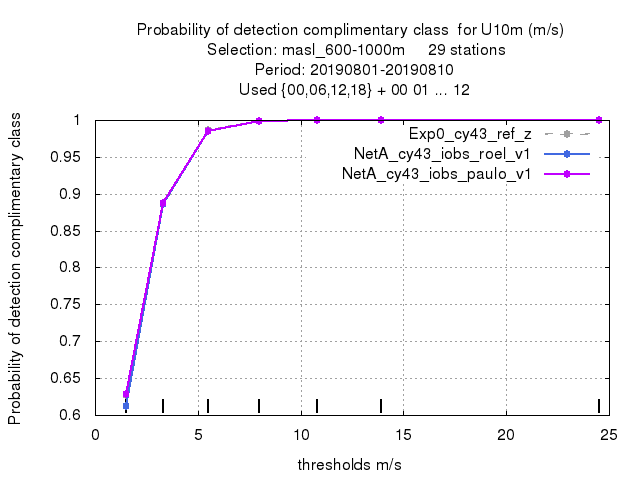 Probability of detection complimentary class  for U10m (m/s)
Selection: masl_600-1000m     29 stations
Period: 20190801-20190810
Used {00,06,12,18} + 00 01 ... 12
Probability of detection complimentary class
1
0.95
0.9
0.85
0.8
0.75
0.7
0.65
0.6
Exp0_cy43_ref_z
NetA_cy43_iobs_roel_v1
NetA_cy43_iobs_paulo_v1
0 5 10 15 20 25
thresholds m/s